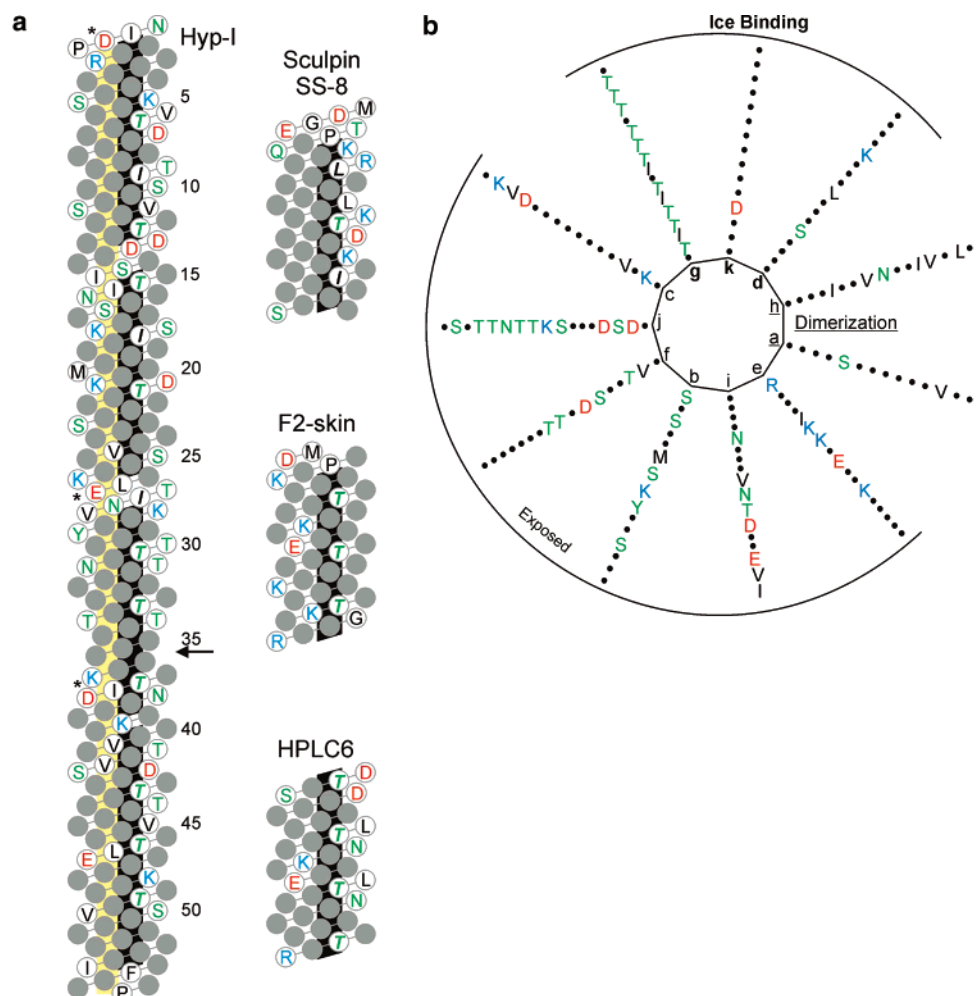 a
b
Hyp-I
Sculpin
SS-8
F2-skin
HPLC6
P * D I N
R
5
S K V
T D
I T
10
S S
V
T D
D
15
S T
I I
N S
K I S
20
M K T D
S
25
V S
K L T
* E I
V N K
Y
30
T T
N T
T T T
35
K T
* D I N
40
K
V T
S V D
T T
45
V
L T
E K
T S
50
V
I F
P
E G D M
Q P T
K R
L
L
T K
D
K
I
S
D M P
K T
K
E T
K
K T G
R
T D
S D
T L
N
K
E T L
N
R T
Ice Binding
Dimerization
Exposed
g k d h a e i b f j c
T T T T T T I T I T T I T
D
S L K
I V N I V L
S V
R I K K E K
N V N T D E V I
S S M S K Y S S
V T S D T T
S T T N T T K S D S D
K V D V K